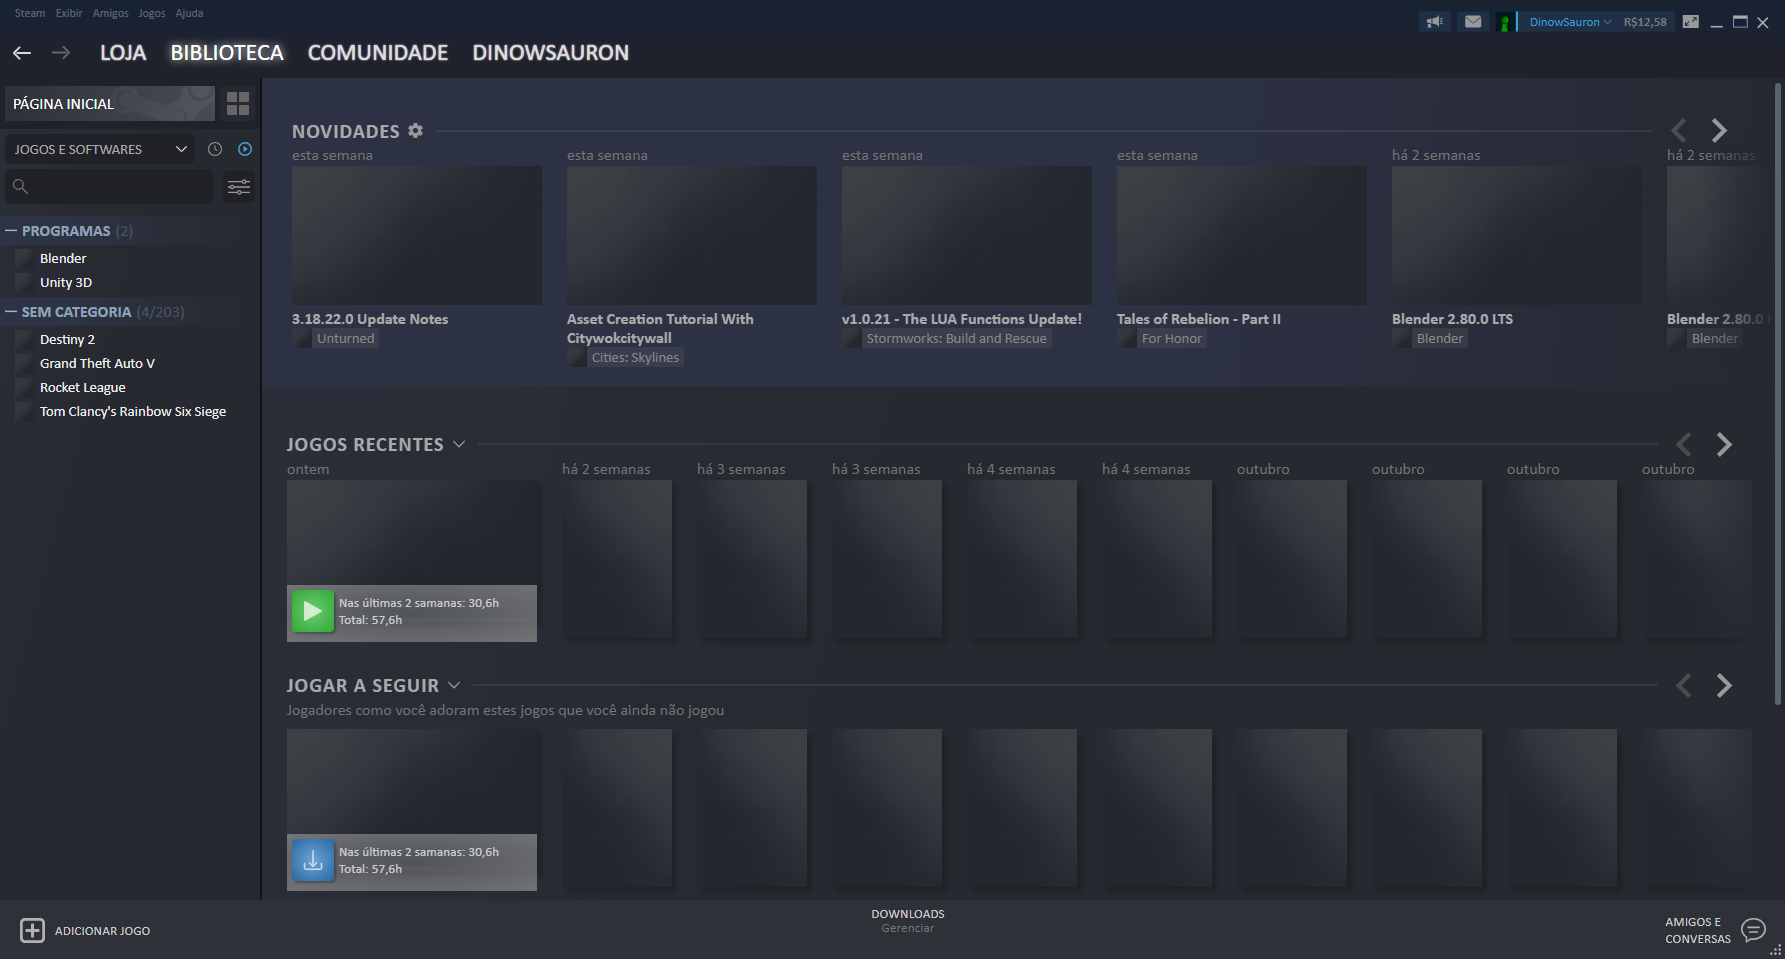 Steam Exibir Amigos Jogos Ajuda
DinowSauron R$12,58
LOJA BIBLIOTECA COMUNIDADE DINOWSAURON
PÁGINA INICIAL
JOGOS E SOFTWARES
PROGRAMAS (2)
Blender
Unity 3D
SEM CATEGORIA (4/203)
Destiny 2
Grand Theft Auto V
Rocket League
Tom Clancy's Rainbow Six Siege
NOVIDADES
esta semana esta semana esta semana esta semana há 2 semanas há 2 semanas
3.18.22.0 Update Notes
Unturned
Asset Creation Tutorial With
Citywokcitywall
Cities: Skylines
v1.0.21 - The LUA Functions Update!
Stormworks: Build and Rescue
Tales of Rebelion - Part II
For Honor
Blender 2.80.0 LTS
Blender
Blender 2.80.0
Blender
JOGOS RECENTES
ontem há 2 semanas há 3 semanas há 3 semanas há 4 semanas há 4 semanas outubro outubro outubro outubro
Nas últimas 2 samanas: 30,6h
Total: 57,6h
JOGAR A SEGUIR
Jogadores como você adoram estes jogos que você ainda não jogou
Nas últimas 2 samanas: 30,6h
Total: 57,6h
ADICIONAR JOGO
DOWNLOADS
Gerenciar
AMIGOS E
CONVERSAS